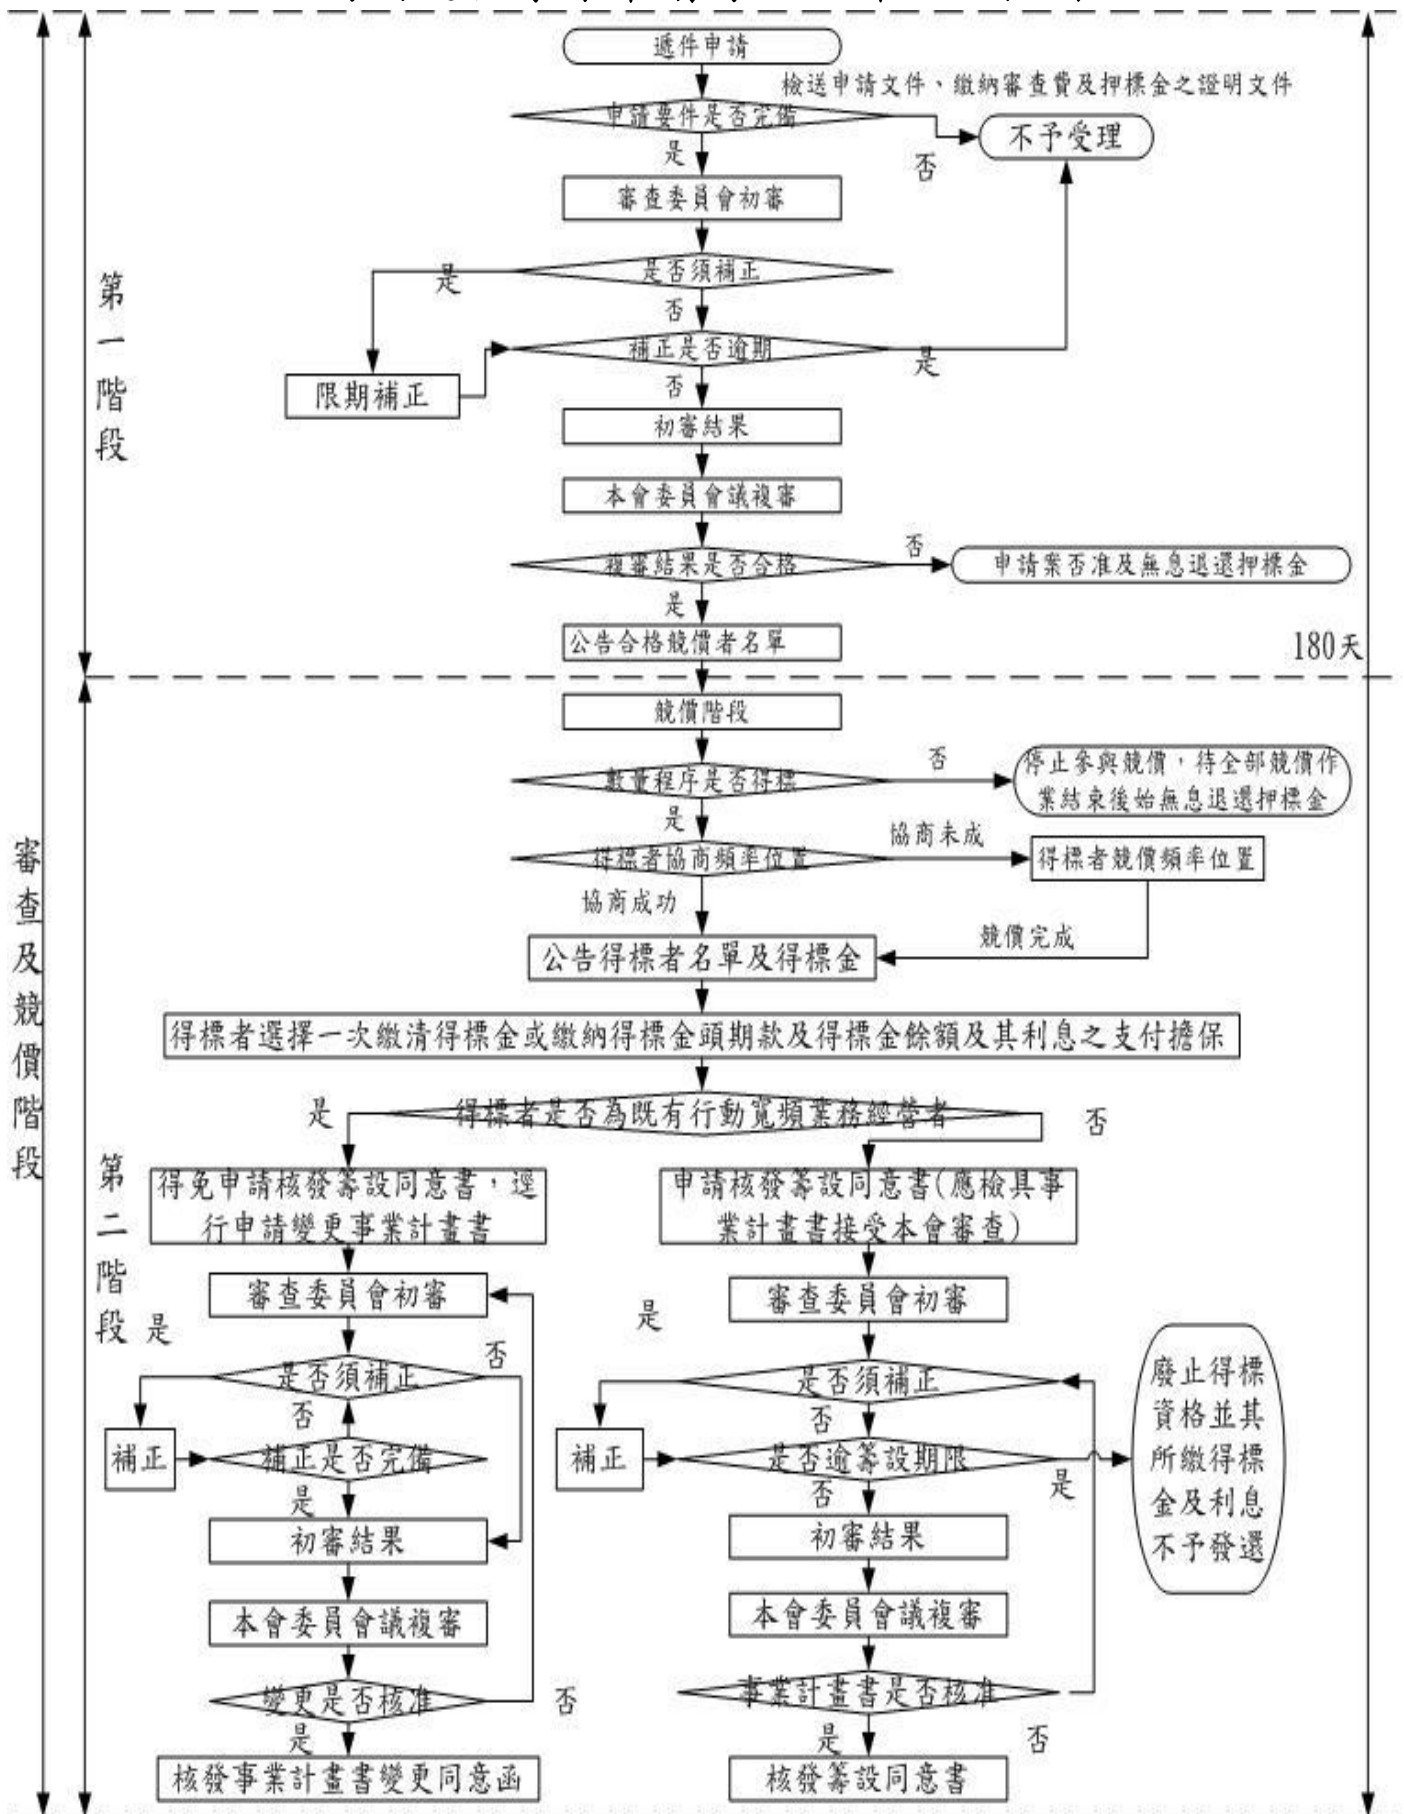 遞件申請
檢送申請文件、繳納審查費及押標金之證明文件
申請要件是否完備
不予受理
是
否
審查委員會初審
是否須補正
是
否
補正是否逾期
是
限期補正
否
初審結果
本會委員會議複審
複審結果是否合格
否
申請案否准及無息退還押標金
是
公告合格競價者名單
第一階段
180天
競價階段
數量程序是否得標
否
停止參與競價，待全部競價作
業結束後始無息退還押標金
是
得標者協商頻率位置
協商未成
得標者競價頻率位置
協商成功
競價完成
公告得標者名單及得標金
得標者選擇一次繳清得標金或繳納得標金頭期款及得標金餘額及其利息之支付擔保
審查及競價階段
得標者是否為既有行動寬頻業務經營者
是
否
第二階段
得免申請核發籌設同意書，逕
行申請變更事業計畫書
審查委員會初審
是
是否須補正
否
否
補正
補正是否完備
是
初審結果
本會委員會議複審
變更是否核准
否
是
核發事業計畫書變更同意函
申請核發籌設同意書(應檢具事
業計畫書接受本會審查)
審查委員會初審
是
是否須補正
否
補正
是否逾籌設期限
是
否
廢止得標
資格並其
所繳得標
金及利息
不予發還
初審結果
本會委員會議複審
事業計畫書是否核准
是
否
核發籌設同意書